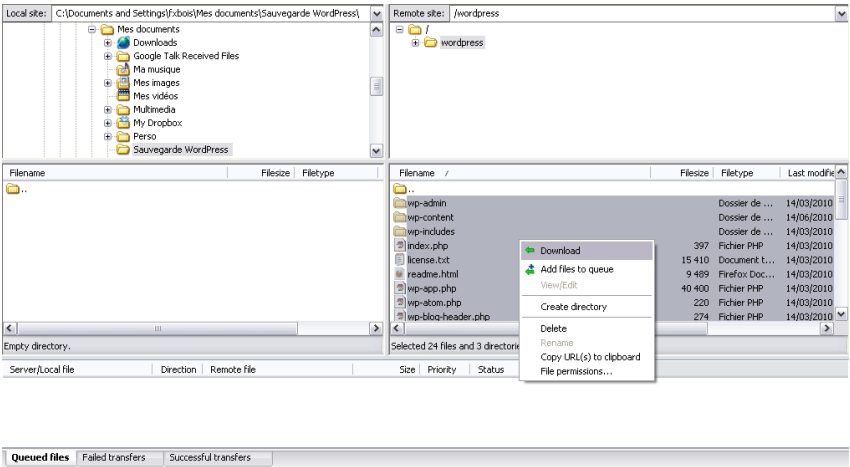 Local site: C:\Documents and Settings\fxbois\Mes documents\Sauvegarde WordPress\
Mes documents
Downloads
Google Talk Received Files
Ma musique
Mes images
Mes vidéos
Multimedia
My Dropbox
Perso
Sauvegarde WordPress
Remote site: /wordpress
/
wordpress
Filename Filesize Filetype
..
Empty directory.
Filename / Filesize Filetype Last modifie
..
wp-admin Dossier de ... 14/03/2010
wp-content Dossier de ... 14/06/2010
wp-includes Dossier de ... 14/03/2010
index.php 397 Fichier PHP 14/03/2010
license.txt 15 410 Document t... 14/03/2010
readme.html 9 489 Firefox Doc... 14/03/2010
wp-app.php 40 400 Fichier PHP 14/03/2010
wp-atom.php 220 Fichier PHP 14/03/2010
wp-blog-header.php 274 Fichier PHP 14/03/2010
Selected 24 files and 3 directorie
Download
Add files to queue
View/Edit
Create directory
Delete
Rename
Copy URL(s) to clipboard
File permissions...
Server/Local file Direction Remote file Size Priority Status
Queued files Failed transfers Successful transfers